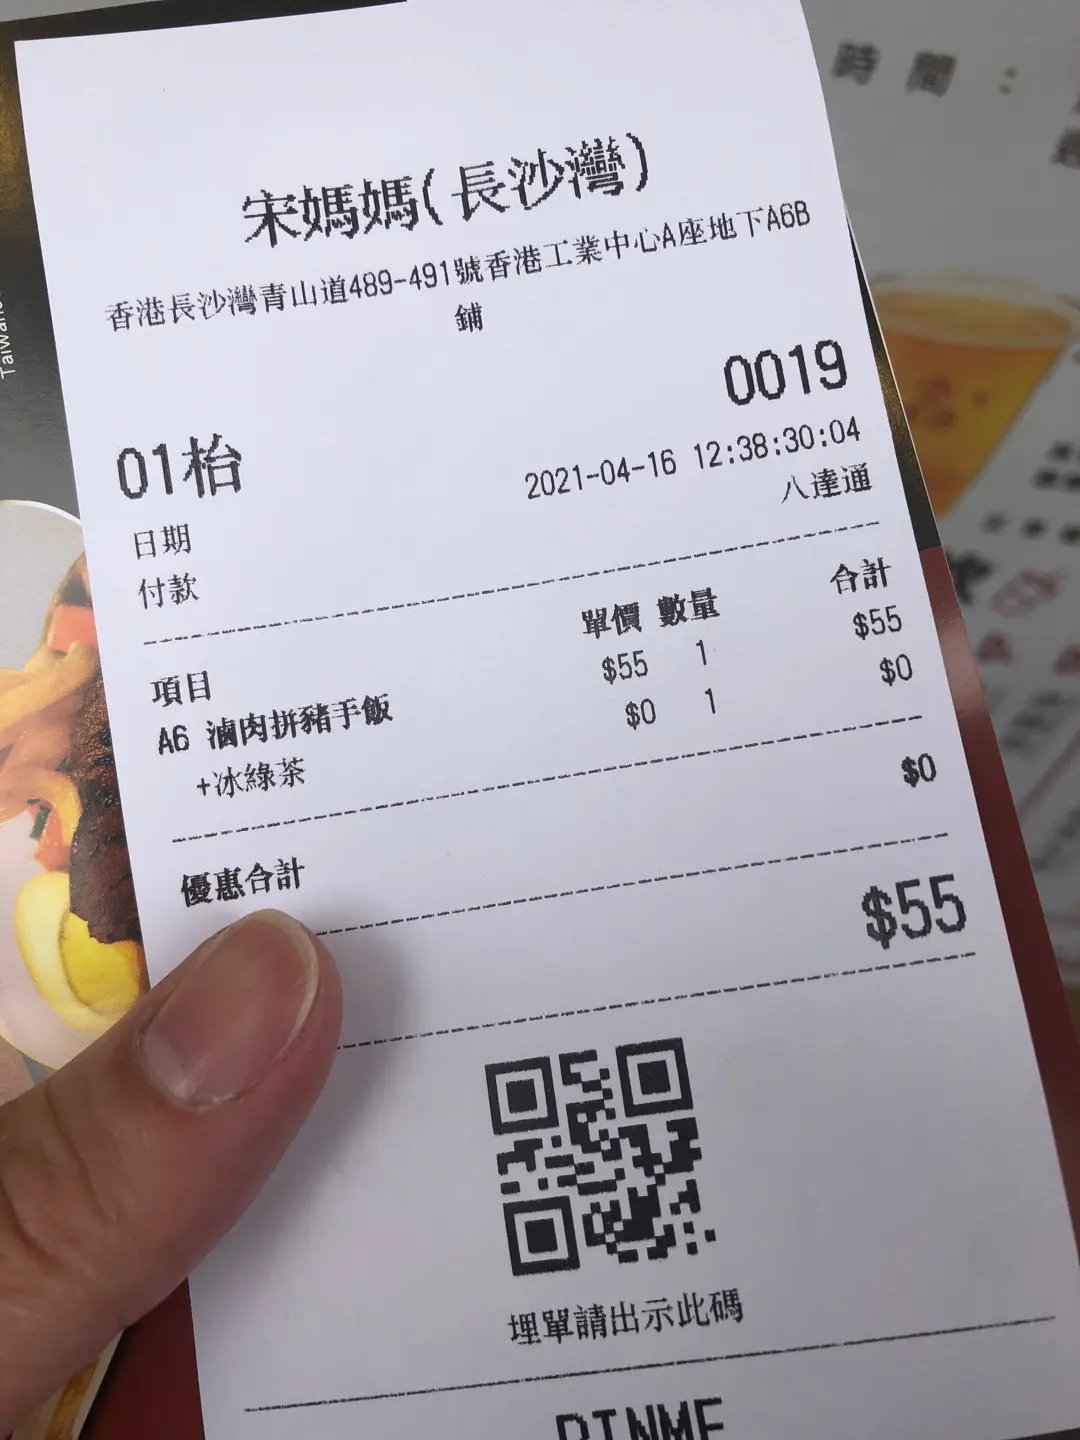 宋媽媽(長沙灣)
香港長沙灣青山道489-491號香港工業中心A座地下A6B
鋪
0019
01枱
日期 2021-04-16 12:38:30:04
付款 八達通
項目 單價 數量 合計
A6 滷肉拼豬手飯 $55 1 $55
+冰綠茶 $0 1 $0
優惠合計 $0
$55
埋單請出示此碼
時間：